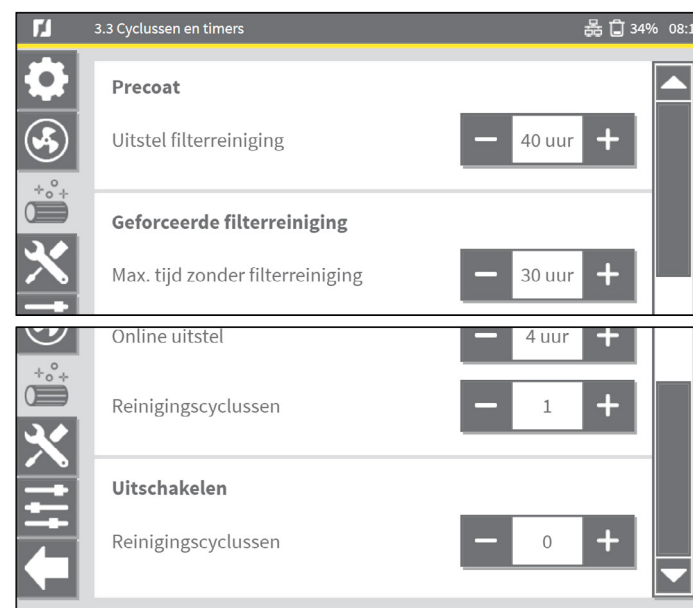 3.3 Cyclussen en timers 34% 08:1
Precoat
Uitstel filterreiniging 40 uur
Geforceerde filterreiniging
Max. tijd zonder filterreiniging 30 uur
Online uitstel 4 uur
Reinigingscyclussen 1
Uitschakelen
Reinigingscyclussen 0